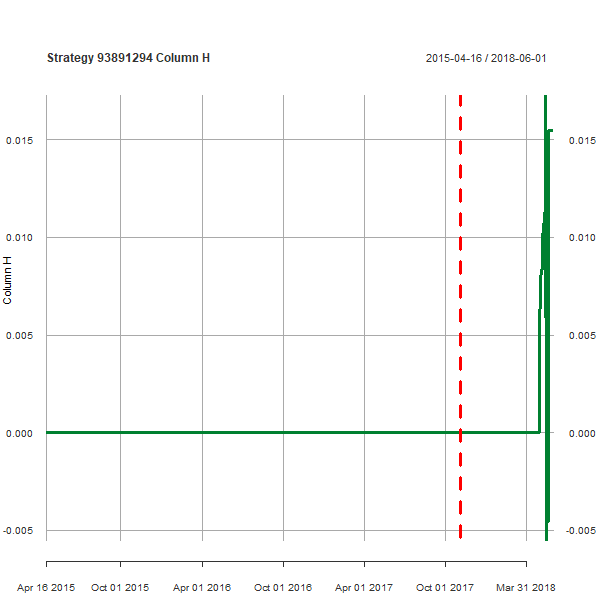 Strategy 93891294 Column H
2015-04-16 / 2018-06-01
0.015 0.015
0.010 0.010
Column H
0.005 0.005
0.000 0.000
-0.005 -0.005
Apr 16 2015 Oct 01 2015 Apr 01 2016 Oct 01 2016 Apr 01 2017 Oct 01 2017 Mar 31 2018